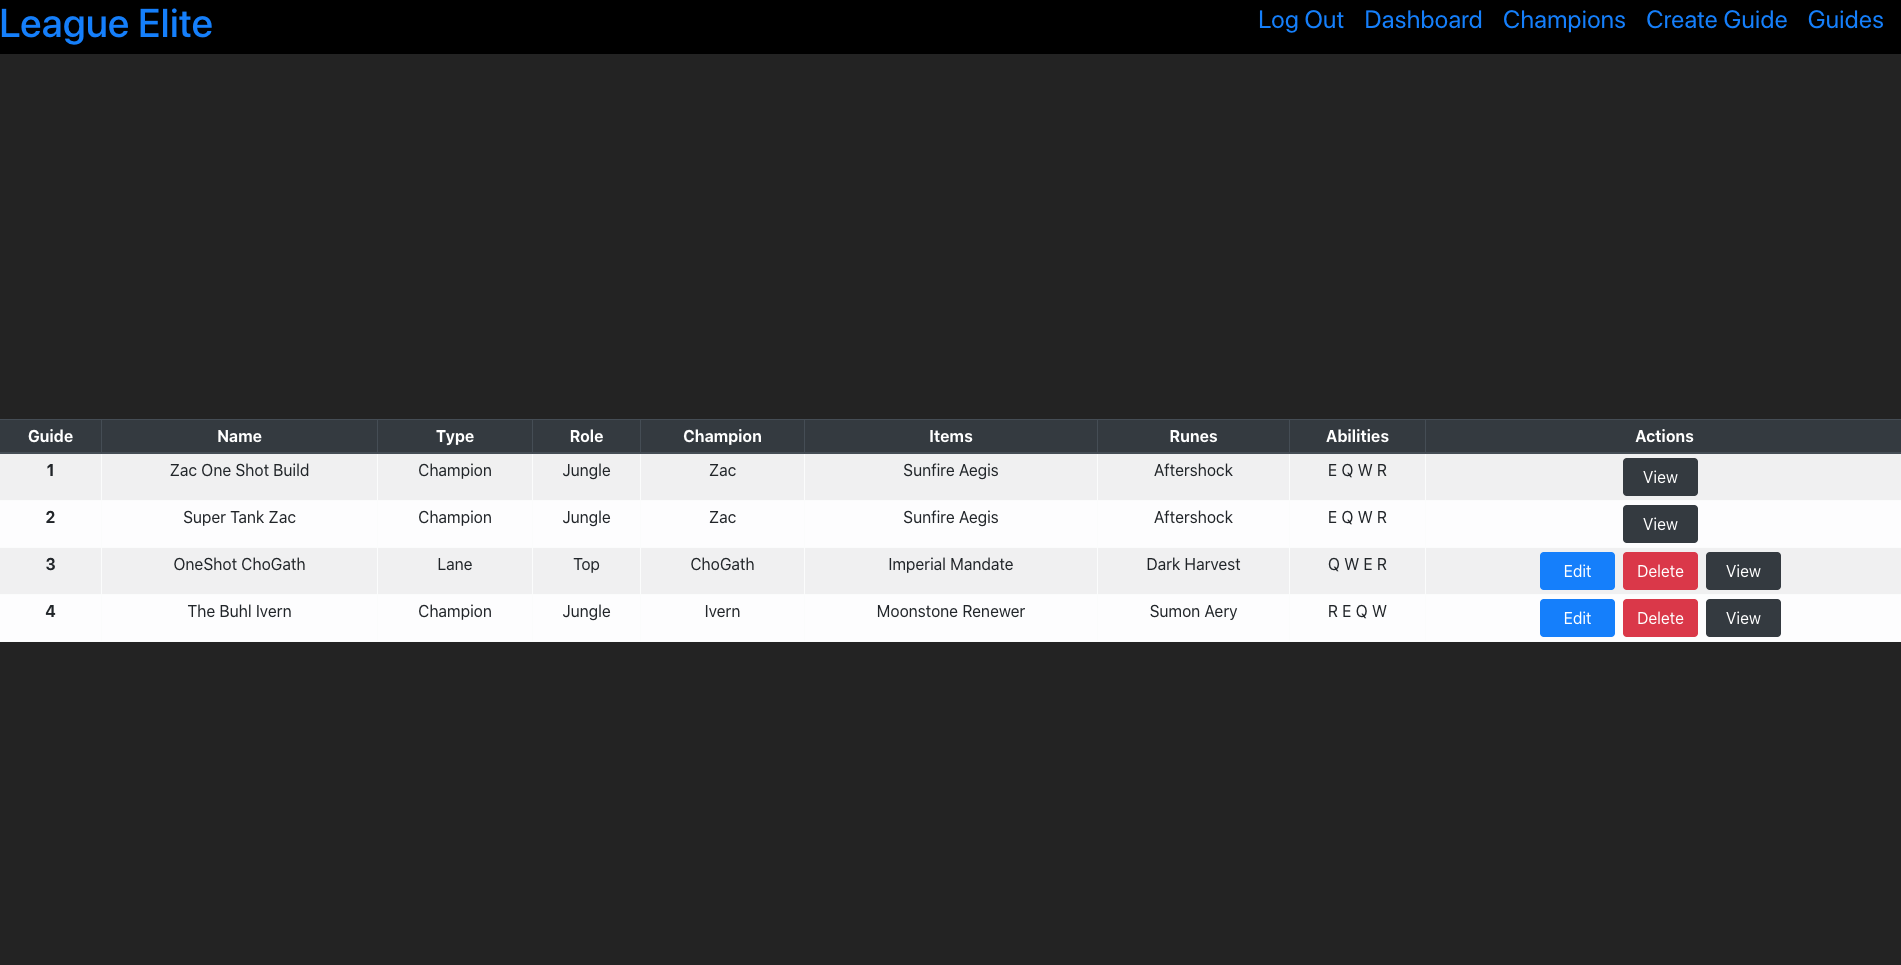 League Elite Log Out Dashboard Champions Create Guide Guides
Guide Name Type Role Champion Items Runes Abilities Actions
1 Zac One Shot Build Champion Jungle Zac Sunfire Aegis Aftershock E Q W R View
2 Super Tank Zac Champion Jungle Zac Sunfire Aegis Aftershock E Q W R View
3 OneShot ChoGath Lane Top ChoGath Imperial Mandate Dark Harvest Q W E R Edit Delete View
4 The Buhl Ivern Champion Jungle Ivern Moonstone Renewer Sumon Aery R E Q W Edit Delete View